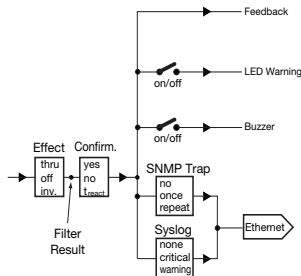 Feedback
LED Warning
on/off
Buzzer
on/off
Effect
thru
off
inv.
Confirm.
yes
no
treact
Filter
Result
SNMP Trap
no
once
repeat
Syslog
none
critical
warning
Ethernet